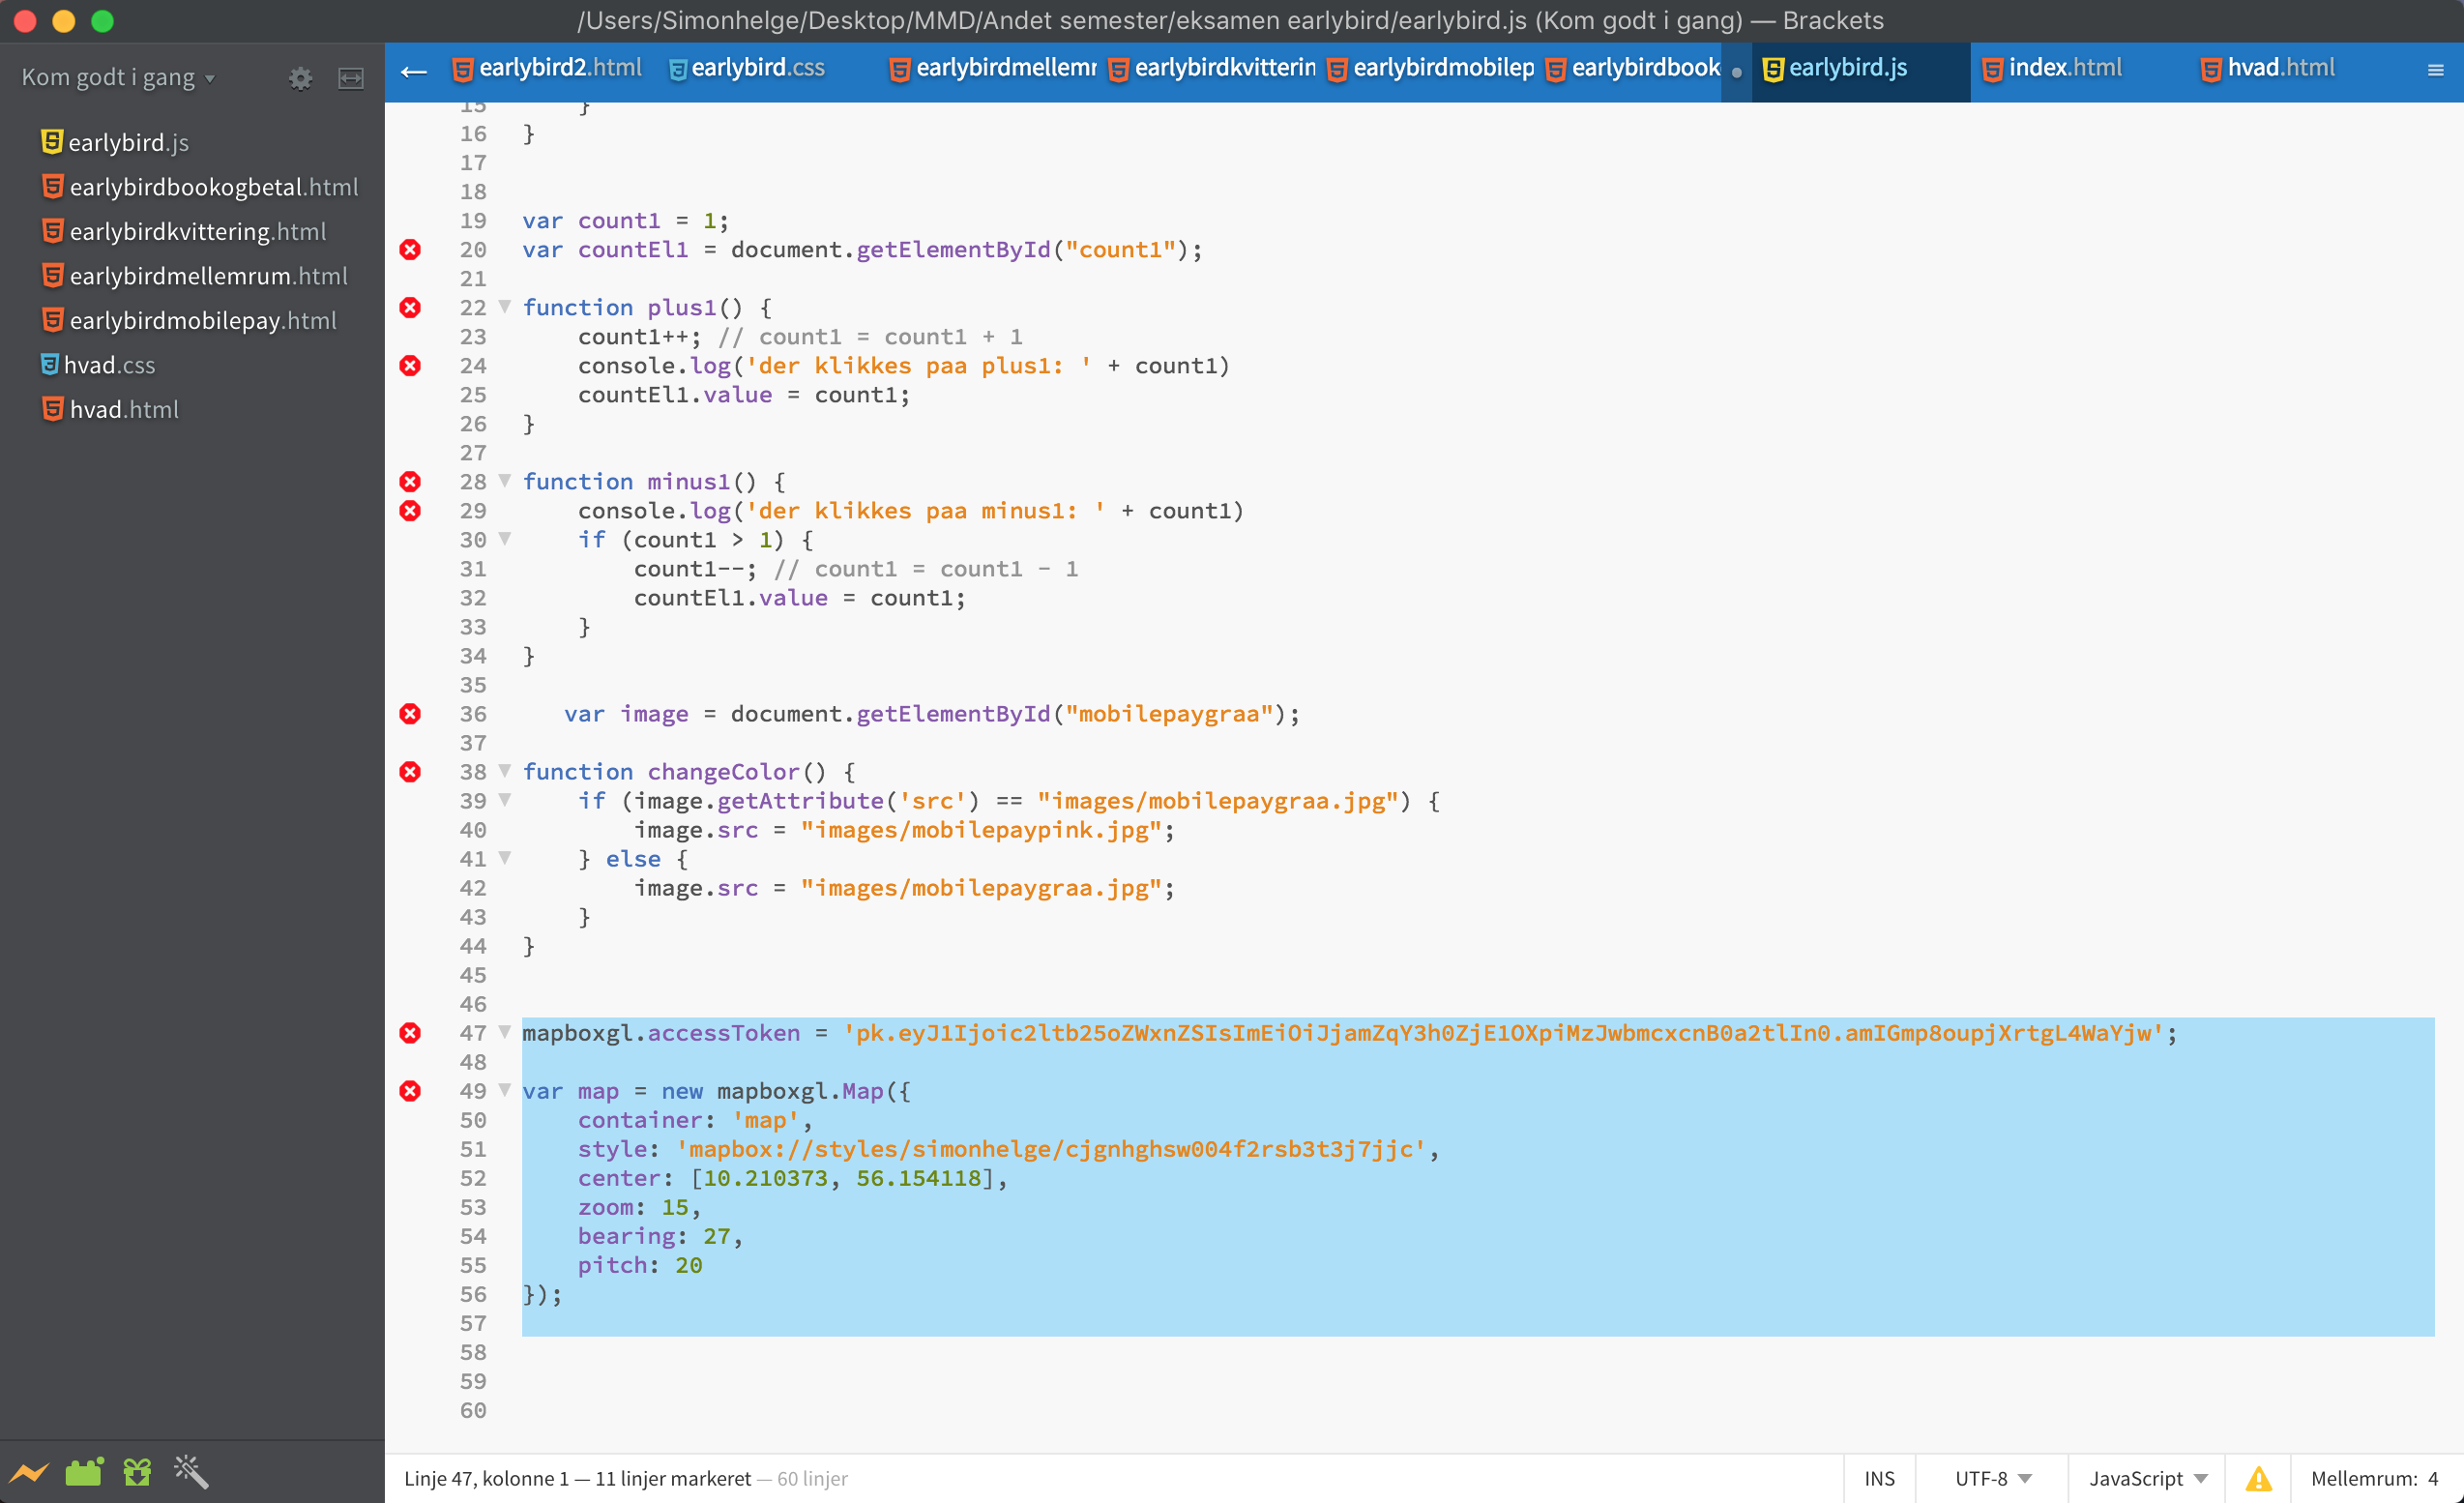 /Users/Simonhelge/Desktop/MMD/Andet semester/eksamen earlybird/earlybird.js (Kom godt i gang) — Brackets
Kom godt i gang
earlybird.js
earlybirdbookogbetal.html
earlybirdkvittering.html
earlybirdmellemrum.html
earlybirdmobilepay.html
hvad.css
hvad.html
earlybird2.html earlybird.css earlybirdmellemr earlybirdkvitterin earlybirdmobilep earlybirdbook earlybird.js index.html hvad.html
15     }
16 }
17
18
19 var count1 = 1;
20 var countEl1 = document.getElementById("count1");
21
22 function plus1() {
23     count1++; // count1 = count1 + 1
24     console.log('der klikkes paa plus1: ' + count1)
25     countEl1.value = count1;
26 }
27
28 function minus1() {
29     console.log('der klikkes paa minus1: ' + count1)
30     if (count1 > 1) {
31         count1--; // count1 = count1 - 1
32         countEl1.value = count1;
33     }
34 }
35
36    var image = document.getElementById("mobilepaygraa");
37
38 function changeColor() {
39     if (image.getAttribute('src') == "images/mobilepaygraa.jpg") {
40         image.src = "images/mobilepaypink.jpg";
41     } else {
42         image.src = "images/mobilepaygraa.jpg";
43     }
44 }
45
46
47 mapboxgl.accessToken = 'pk.eyJ1Ijoic2ltb25oZWxnZSIsImEiOiJjamZqY3h0ZjE1OXpiMzJwbmcxcnB0a2tlIn0.amIGmp8oupjXrtgL4WaYjw';
48
49 var map = new mapboxgl.Map({
50     container: 'map',
51     style: 'mapbox://styles/simonhelge/cjgnhghsw004f2rsb3t3j7jjc',
52     center: [10.210373, 56.154118],
53     zoom: 15,
54     bearing: 27,
55     pitch: 20
56 });
57
58
59
60
Linje 47, kolonne 1 — 11 linjer markeret — 60 linjer
INS UTF-8 JavaScript Mellemrum: 4